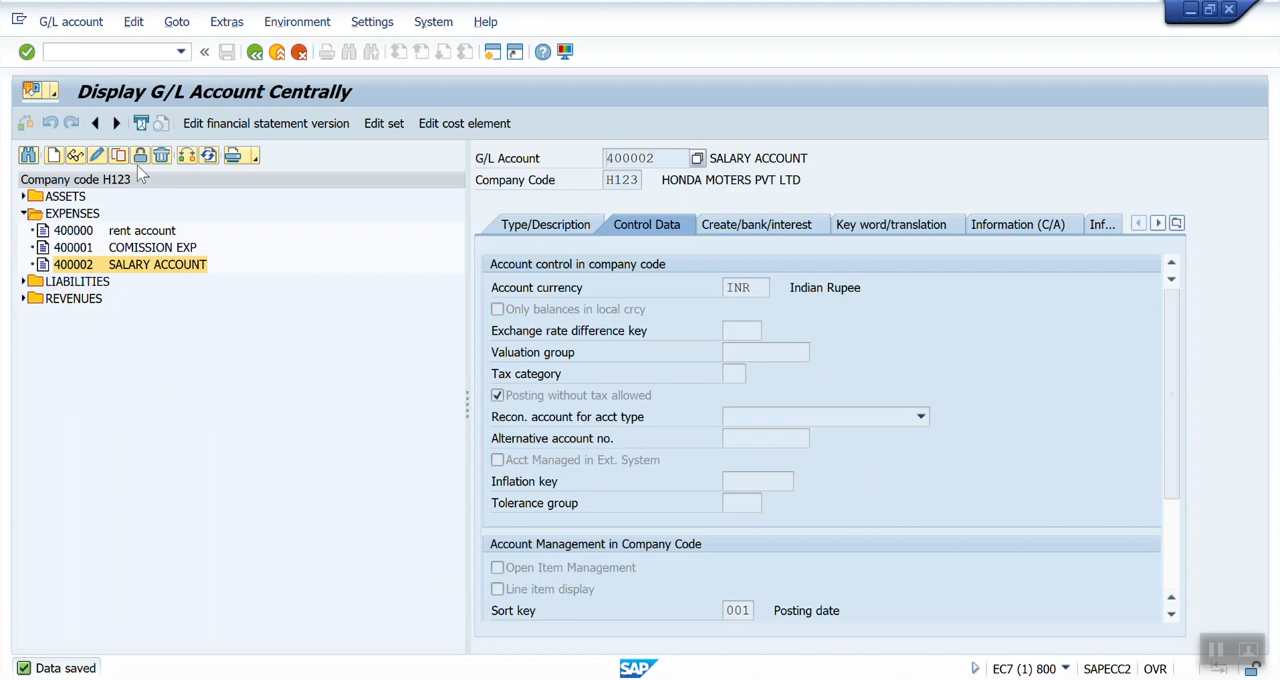 G/L account Edit Goto Extras Environment Settings System Help
Display G/L Account Centrally
Edit financial statement version Edit set Edit cost element
Company code H123
ASSETS
EXPENSES
400000 rent account
400001 COMISSION EXP
400002 SALARY ACCOUNT
LIABILITIES
REVENUES
G/L Account 400002 SALARY ACCOUNT
Company Code H123 HONDA MOTERS PVT LTD
Type/Description Control Data Create/bank/interest Key word/translation Information (C/A) Inf...
Account control in company code
Account currency INR Indian Rupee
Only balances in local crcy
Exchange rate difference key
Valuation group
Tax category
Posting without tax allowed
Recon. account for acct type
Alternative account no.
Acct Managed in Ext. System
Inflation key
Tolerance group
Account Management in Company Code
Open Item Management
Line item display
Sort key 001 Posting date
Data saved
SAP
EC7 (1) 800 SAPECC2 OVR